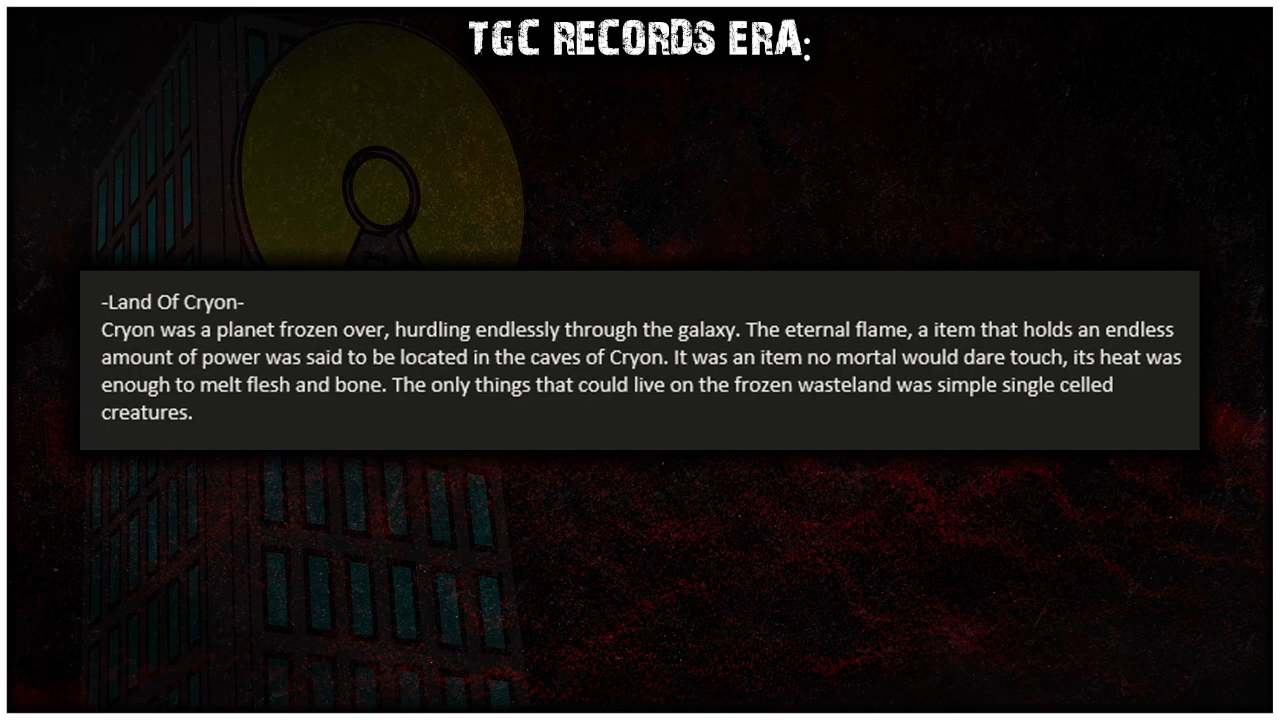 TGC RECORDS ERA:
-Land Of Cryon-
Cryon was a planet frozen over, hurdling endlessly through the galaxy. The eternal flame, a item that holds an endless
amount of power was said to be located in the caves of Cryon. It was an item no mortal would dare touch, its heat was
enough to melt flesh and bone. The only things that could live on the frozen wasteland was simple single celled
creatures.